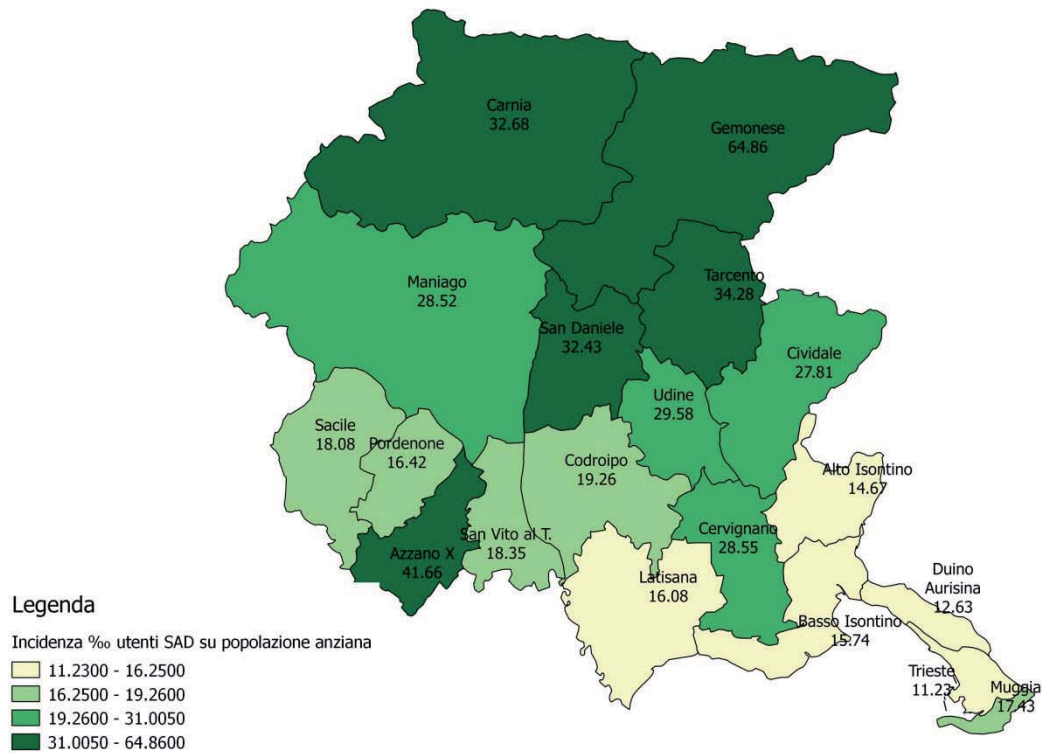 Carnia
32.68
Gemonese
64.86
Tarcento
34.28
Maniago
28.52
San Daniele
32.43
Cividale
27.81
Udine
29.58
Sacile
18.08
Pordenone
16.42
Codroipo
19.26
Alto Isontino
14.67
San Vito al T.
18.35
Cervignano
28.55
Azzano X
41.66
Latisana
16.08
Duino
Aurisina
12.63
Basso Isontino
15.74
Trieste
11.23
Muggia
17.43
Legenda
Incidenza ‰ utenti SAD su popolazione anziana
11.2300 - 16.2500
16.2500 - 19.2600
19.2600 - 31.0050
31.0050 - 64.8600